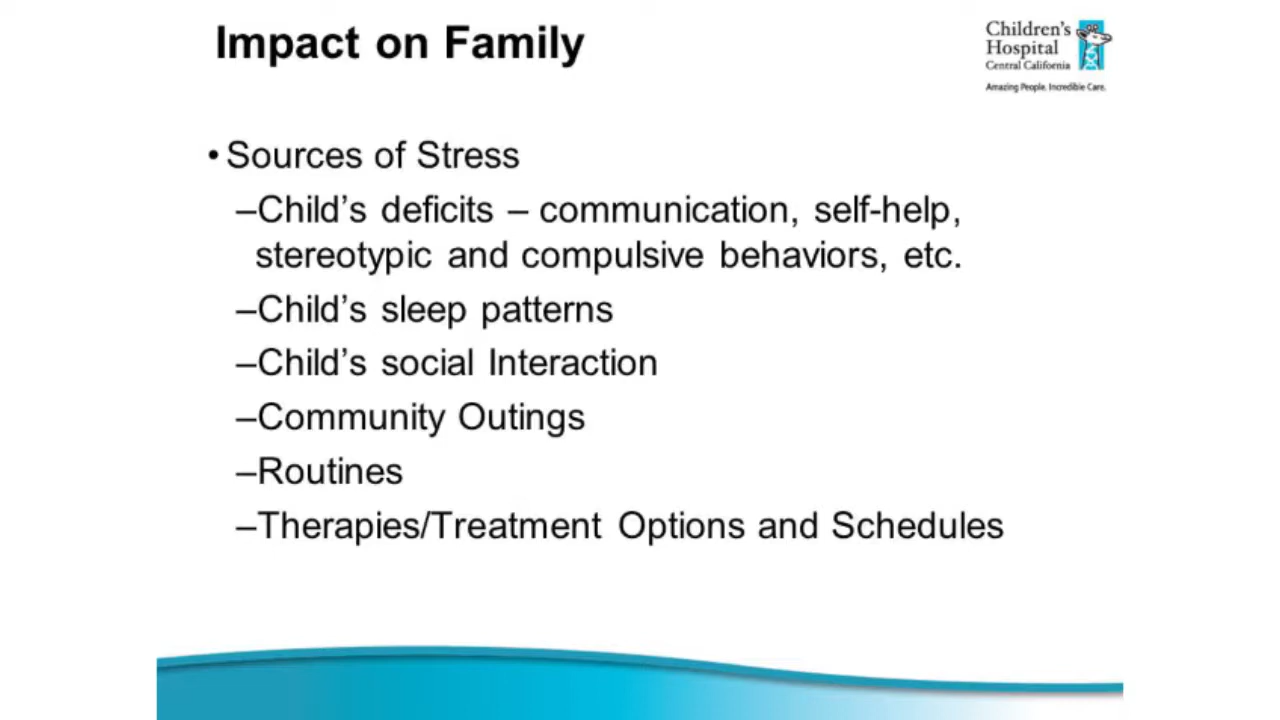 Impact on Family
Children's
Hospital
Central California
Amazing People. Incredible Care.
• Sources of Stress
–Child’s deficits – communication, self-help,
stereotypic and compulsive behaviors, etc.
–Child’s sleep patterns
–Child’s social Interaction
–Community Outings
–Routines
–Therapies/Treatment Options and Schedules